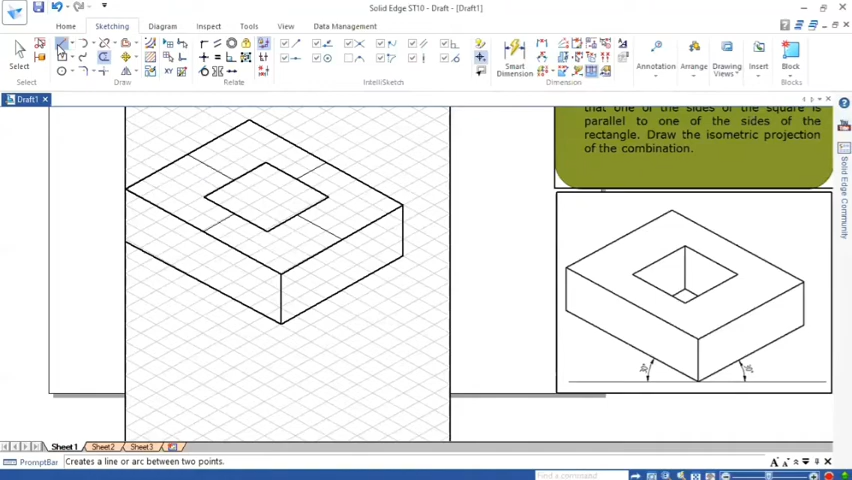 Solid Edge ST10 - Draft - [Draft1]
Home Sketching Diagram Inspect Tools View Data Management
Select
Smart Dimension
Annotation
Arrange
Drawing Views
Insert
Block
Select Draw Relate IntelliSketch Dimension Blocks
Draft1
that one of the sides of the square is
parallel to one of the sides of the
rectangle. Draw the isometric projection
of the combination.
30° 30°
Solid Edge Community
Sheet1 Sheet2 Sheet3
PromptBar Creates a line or arc between two points.
Find a command